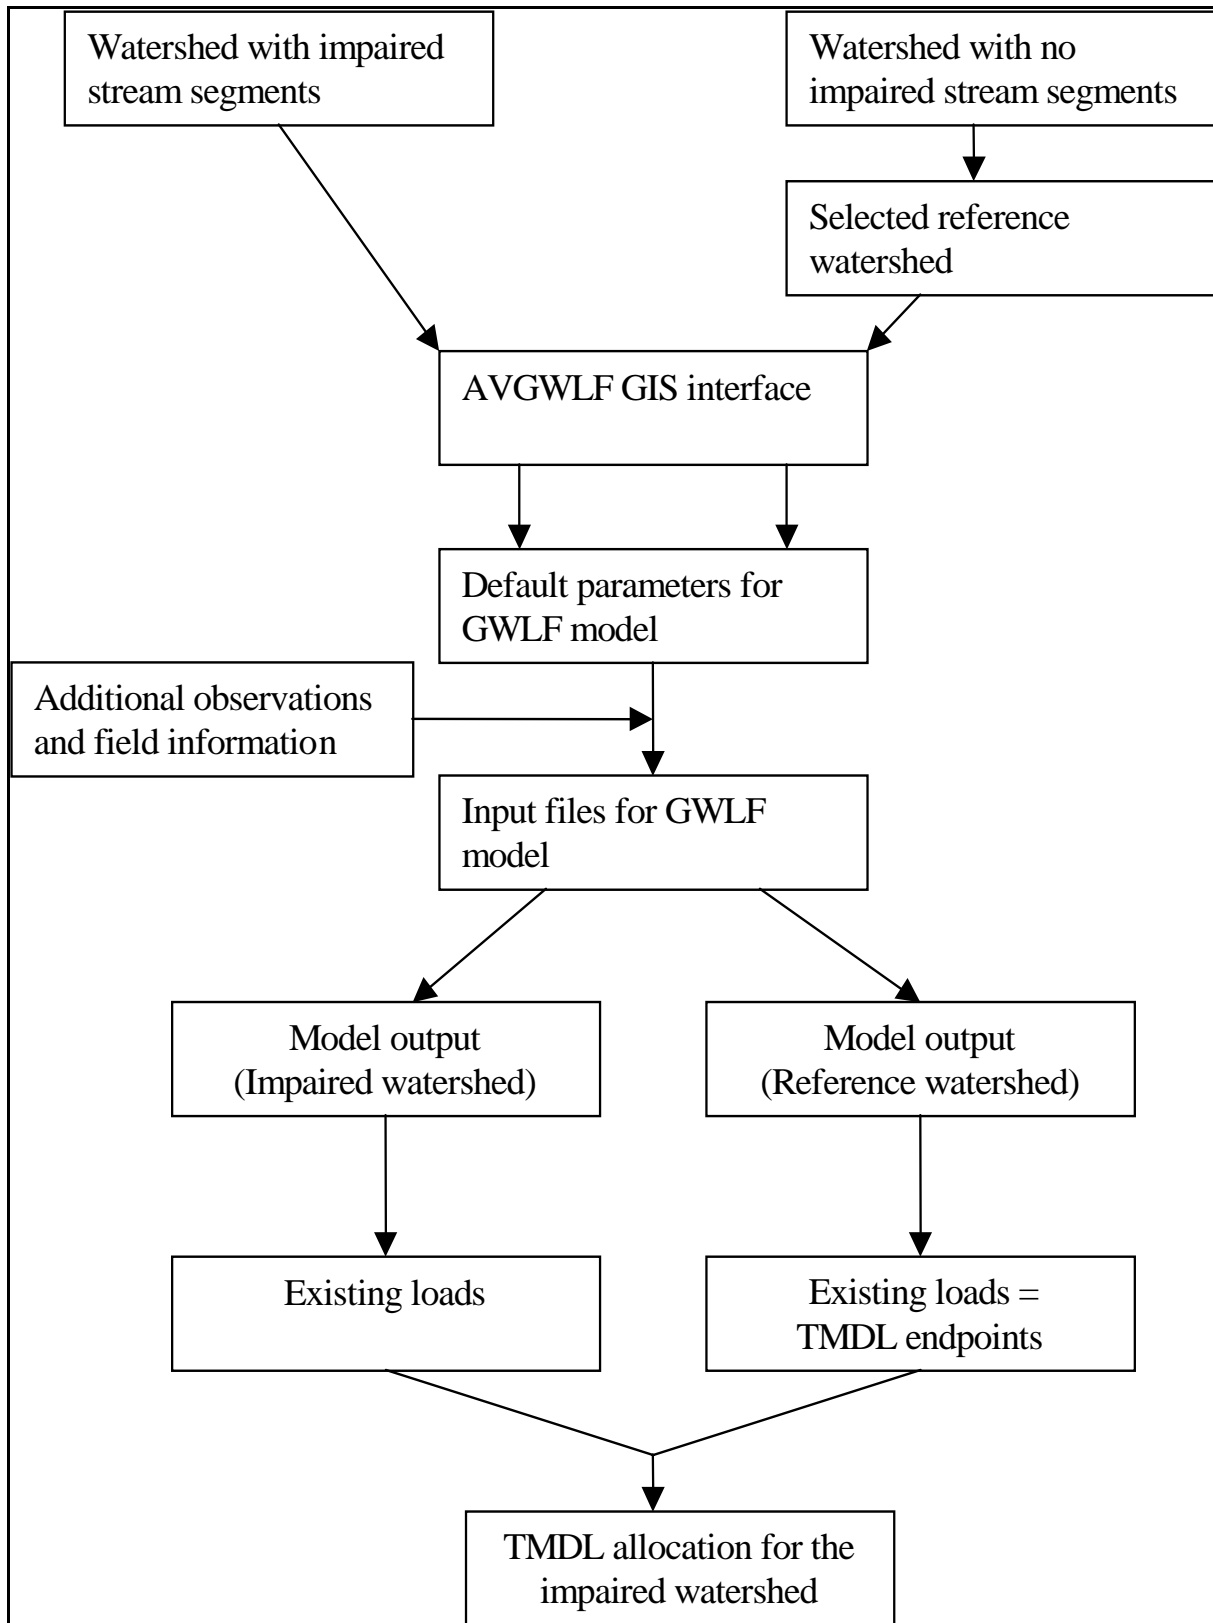 Watershed with impaired
stream segments
Watershed with no
impaired stream segments
Selected reference
watershed
AVGWLF GIS interface
Default parameters for
GWLF model
Additional observations
and field information
Input files for GWLF
model
Model output
(Impaired watershed)
Model output
(Reference watershed)
Existing loads
Existing loads =
TMDL endpoints
TMDL allocation for the
impaired watershed